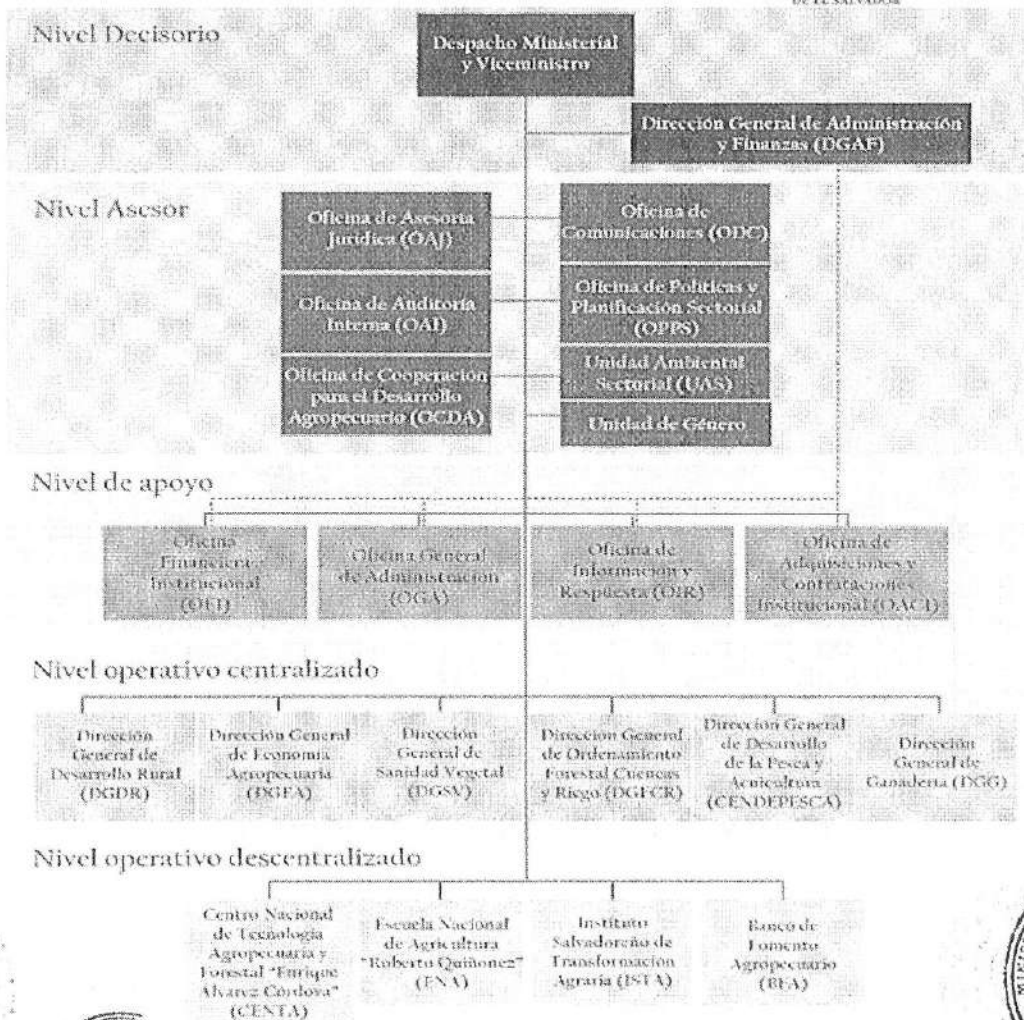 DE EL SALVADOR
Nivel Decisorio
Despacho Ministerial
y Viceministro
Dirección General de Administración
y Finanzas (DGAF)
Nivel Asesor
Oficina de Asesoría
Jurídica (OAJ)
Oficina de
Comunicaciones (ODC)
Oficina de Auditoría
Interna (OAI)
Oficina de Políticas y
Planificación Sectorial
(OPPS)
Oficina de Cooperación
para el Desarrollo
Agropecuario (OCDA)
Unidad Ambiental
Sectorial (UAS)
Unidad de Género
Nivel de apoyo
Oficina
Financiera
Institucional
(OFI)
Oficina General
de Administración
(OGA)
Oficina de
Información y
Respuesta (OIR)
Oficina de
Adquisiciones y
Contrataciones
Institucional (OACI)
Nivel operativo centralizado
Dirección
General de
Desarrollo Rural
(DGDR)
Dirección General
de Economía
Agropecuaria
(DGEA)
Dirección
General de
Sanidad Vegetal
(DGSV)
Dirección General
de Ordenamiento
Forestal Cuencas
y Riego (DGFCR)
Dirección General
de Desarrollo
de la Pesca y
Acuicultura
(CENDEPESCA)
Dirección
General de
Ganadería (DGG)
Nivel operativo descentralizado
Centro Nacional
de Tecnología
Agropecuaria y
Forestal "Enrique
Alvarez Córdova"
(CENTA)
Escuela Nacional
de Agricultura
"Roberto Quiñonez"
(ENA)
Instituto
Salvadoreño de
Transformación
Agraria (ISTA)
Banco de
Fomento
Agropecuario
(BFA)